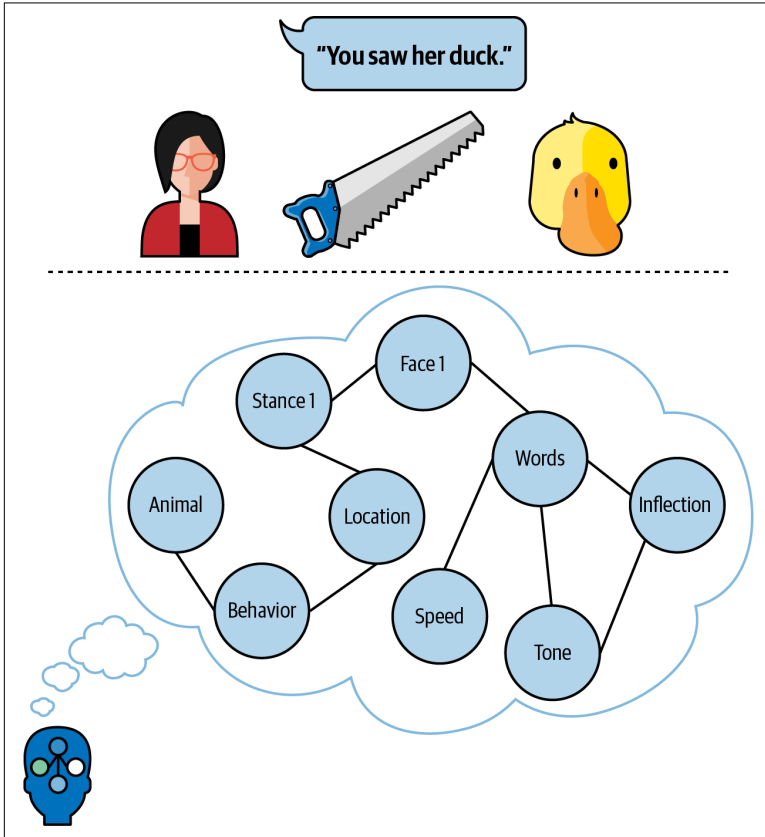 “You saw her duck.”
Face 1
Stance 1
Words
Animal
Location
Inflection
Behavior
Speed
Tone